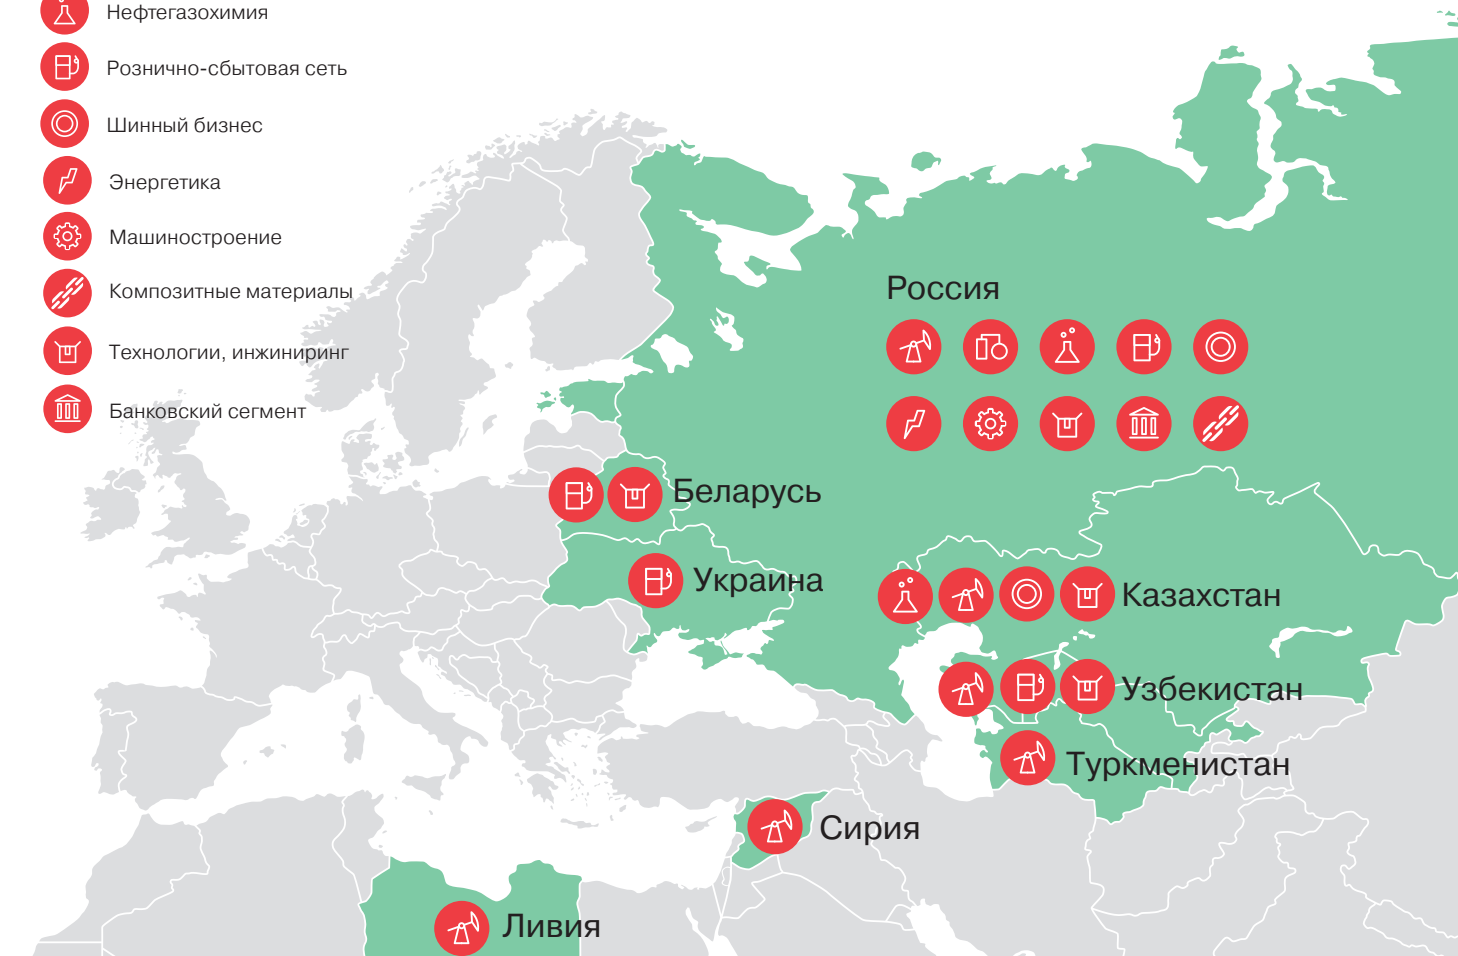 Нефтегазохимия
Рознично-сбытовая сеть
Шинный бизнес
Энергетика
Машиностроение
Композитные материалы
Технологии, инжиниринг
Банковский сегмент
Россия
Беларусь
Украина
Казахстан
Узбекистан
Туркменистан
Сирия
Ливия